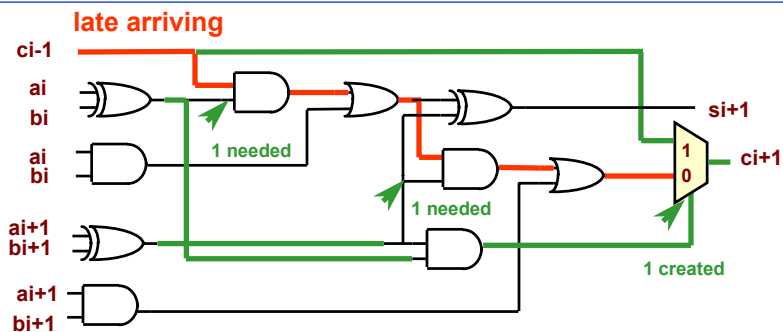 late arriving
ci-1
ai
bi
1 needed
ai
bi
si+1
1
0
ci+1
1 needed
ai+1
bi+1
1 created
ai+1
bi+1